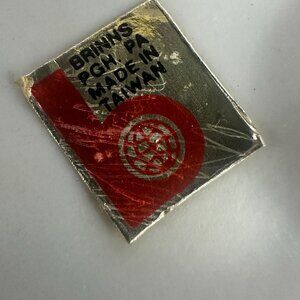 BRINNS
PGH. PA
MADE IN
TAIWAN